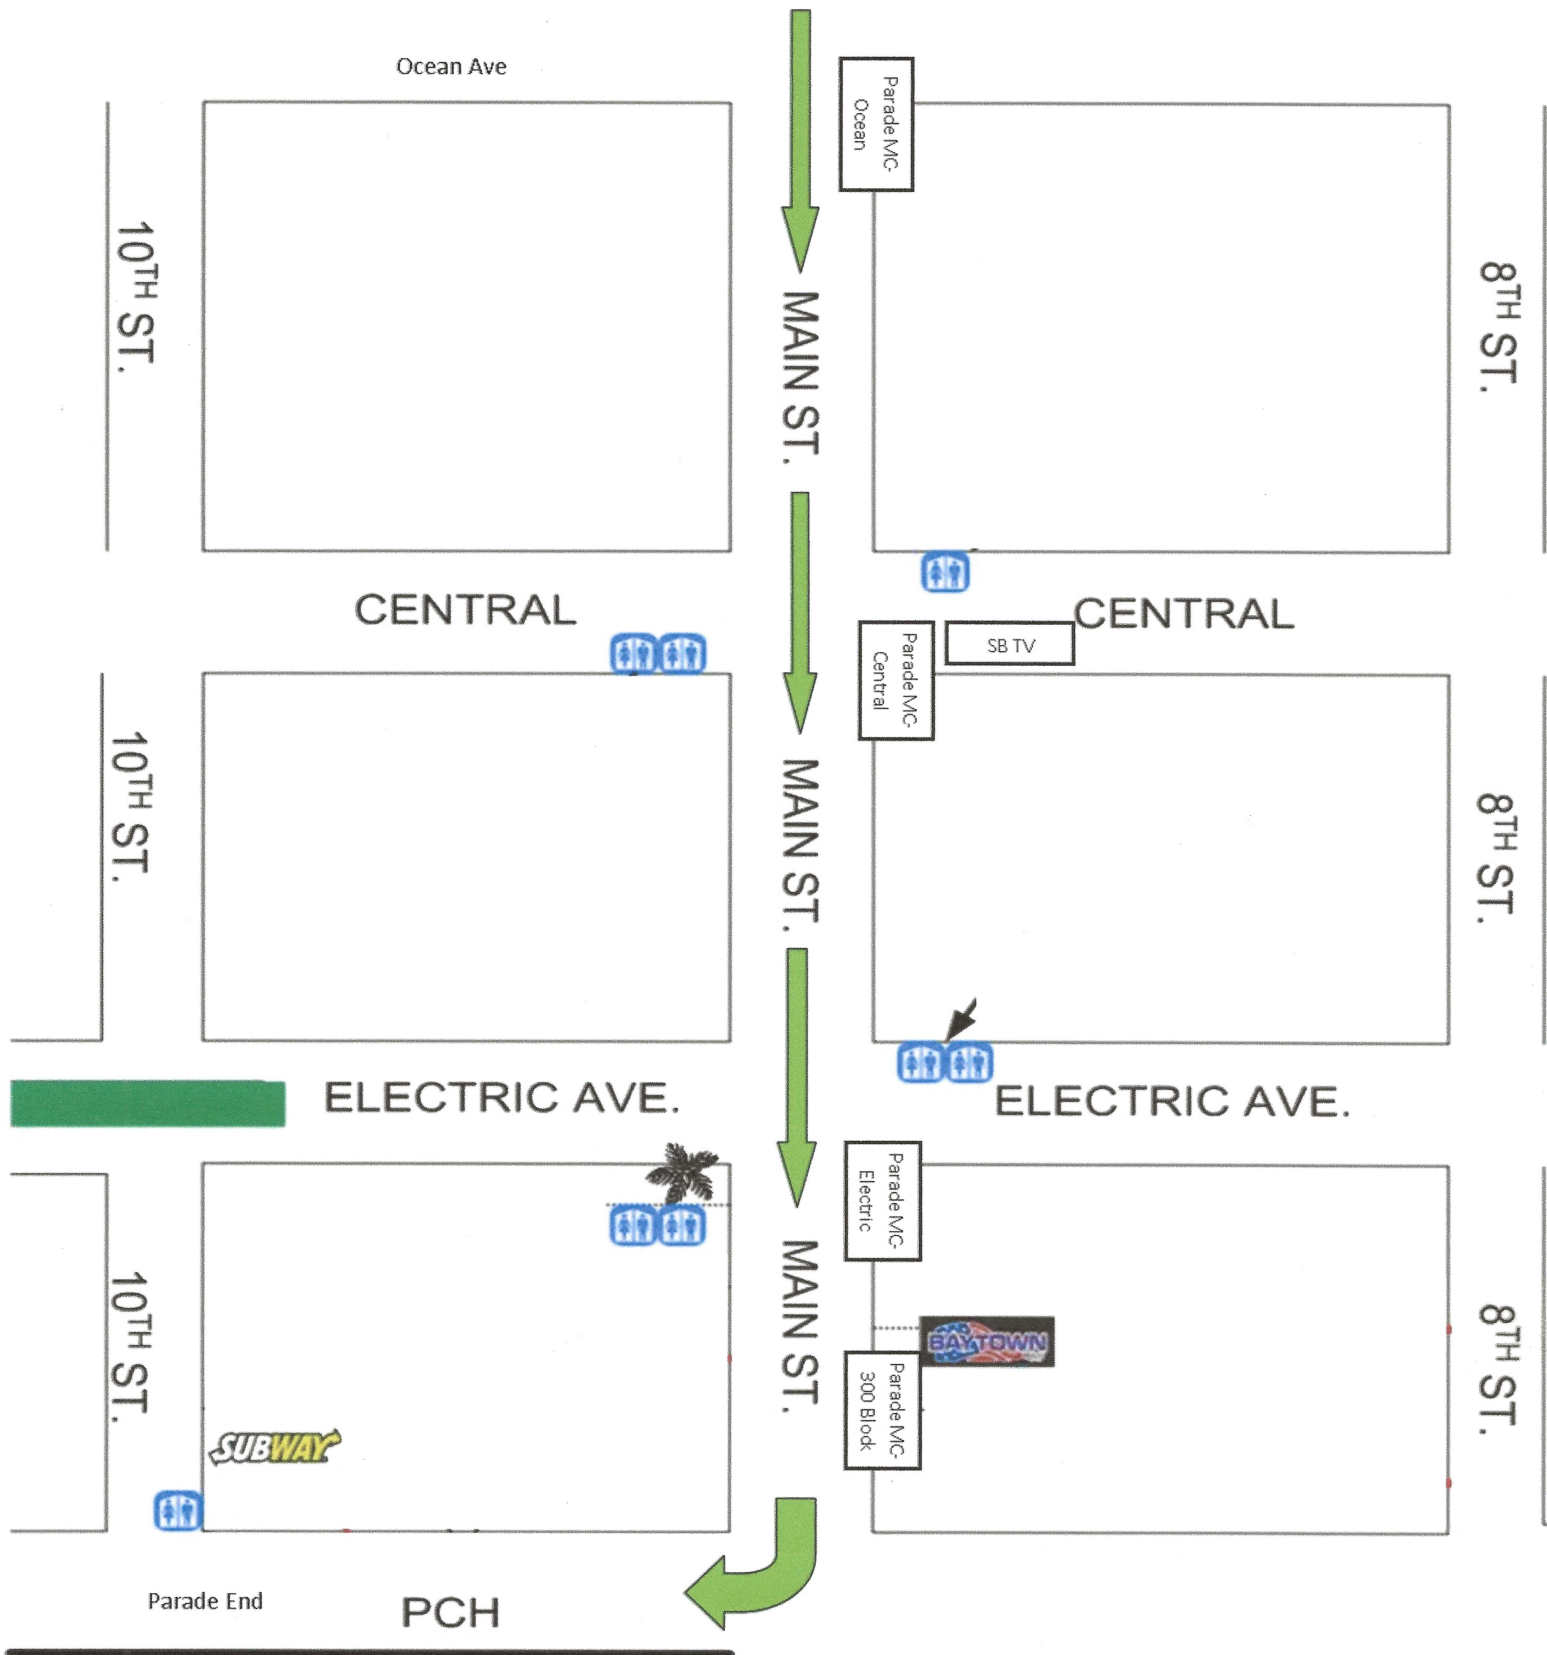 Ocean Ave
Parade MC-
Ocean
10TH ST.
MAIN ST.
8TH ST.
CENTRAL
CENTRAL
Parade MC-
Central
SB TV
10TH ST.
MAIN ST.
8TH ST.
ELECTRIC AVE.
ELECTRIC AVE.
Parade MC-
Electric
10TH ST.
MAIN ST.
BAYTOWN
8TH ST.
Parade MC-
300 Block
SUBWAY
Parade End
PCH